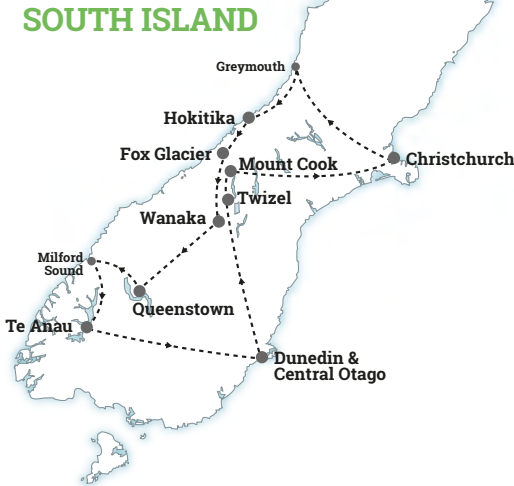 SOUTH ISLAND
Greymouth
Hokitika
Fox Glacier
Mount Cook
Christchurch
Twizel
Wanaka
Milford
Sound
Queenstown
Te Anau
Dunedin &
Central Otago